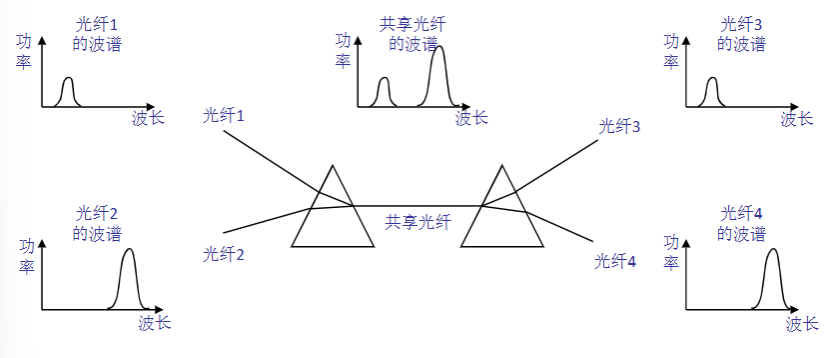 光纤1
的波谱
功
率
波长
共享光纤
的波谱
功
率
波长
光纤3
的波谱
功
率
波长
光纤1
光纤3
共享光纤
光纤2
光纤4
光纤2
的波谱
功
率
波长
光纤4
的波谱
功
率
波长